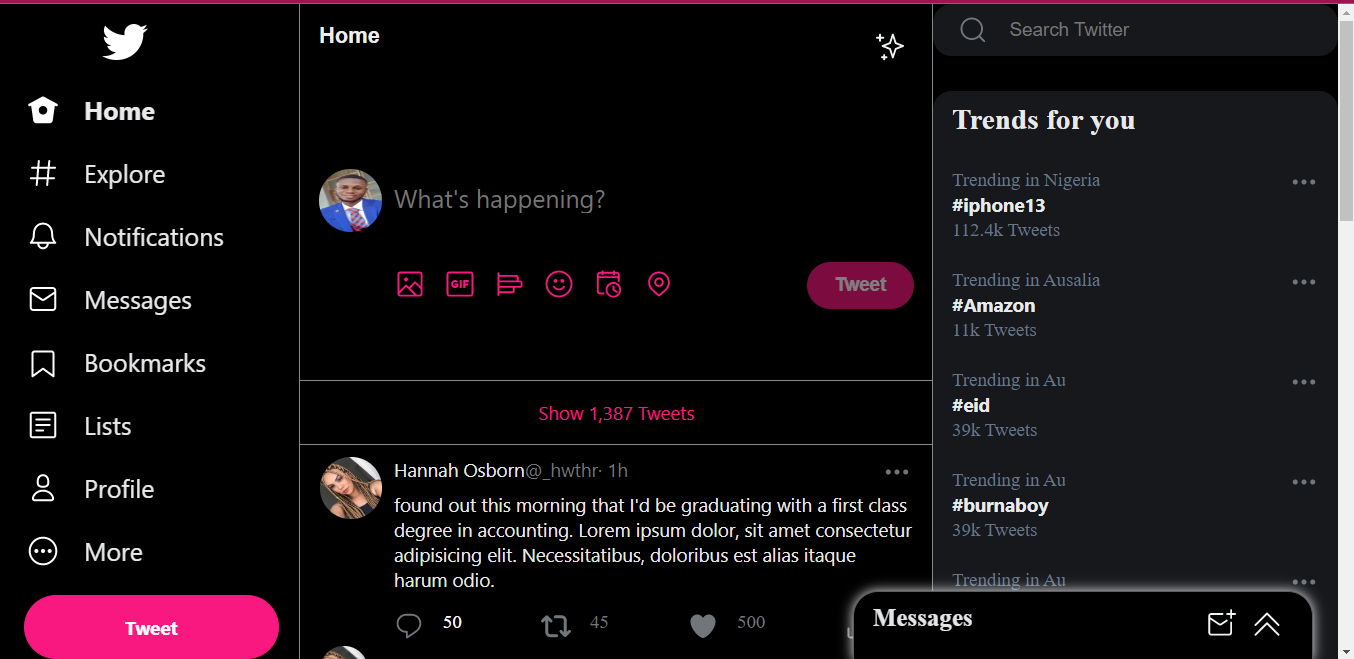 Home
Explore
Notifications
Messages
Bookmarks
Lists
Profile
More
Tweet
Home
What's happening?
GIF
Tweet
Show 1,387 Tweets
Hannah Osborn@_hwthr· 1h
found out this morning that I'd be graduating with a first class
degree in accounting. Lorem ipsum dolor, sit amet consectetur
adipisicing elit. Necessitatibus, doloribus est alias itaque
harum odio.
50 45 500
Search Twitter
Trends for you
Trending in Nigeria
#iphone13
112.4k Tweets
Trending in Ausalia
#Amazon
11k Tweets
Trending in Au
#eid
39k Tweets
Trending in Au
#burnaboy
39k Tweets
Trending in Au
Messages